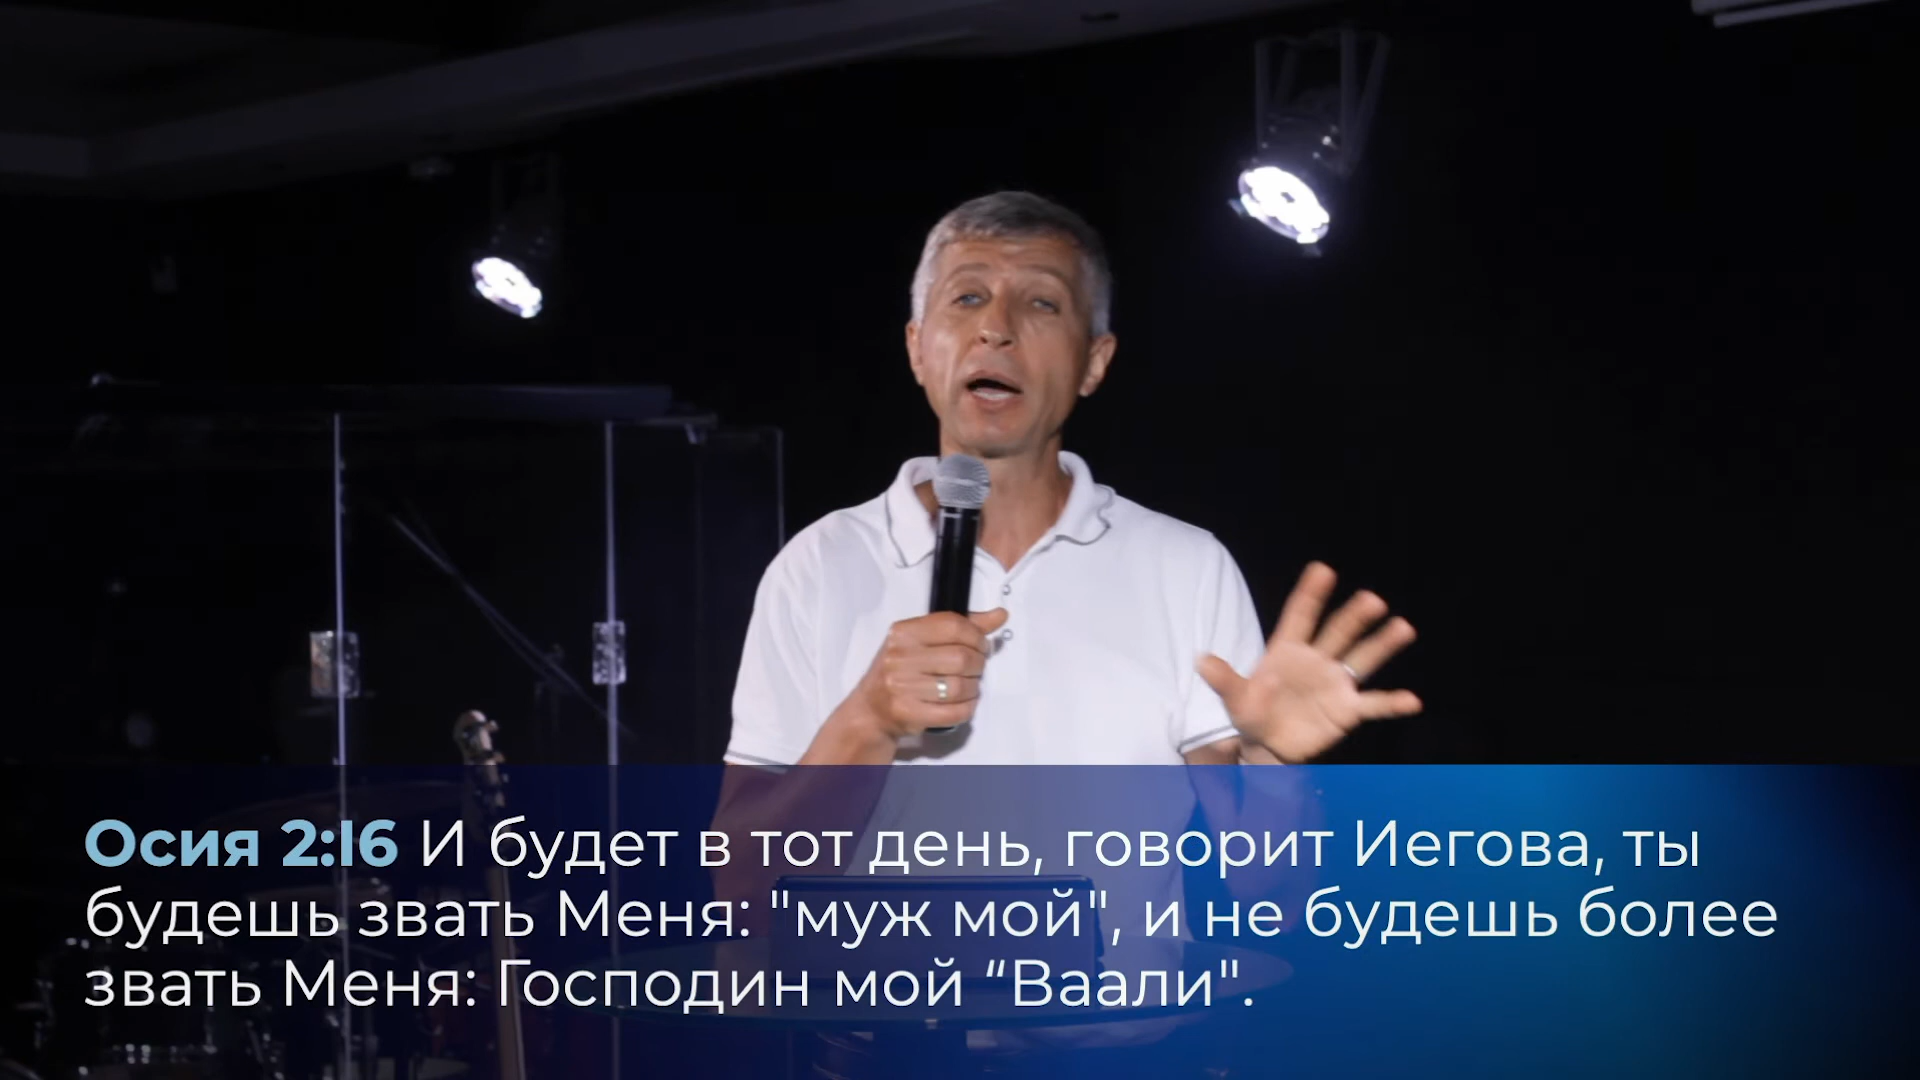 Осия 2:16 И будет в тот день, говорит Иегова, ты
будешь звать Меня: "муж мой", и не будешь более
звать Меня: Господин мой “Ваали".